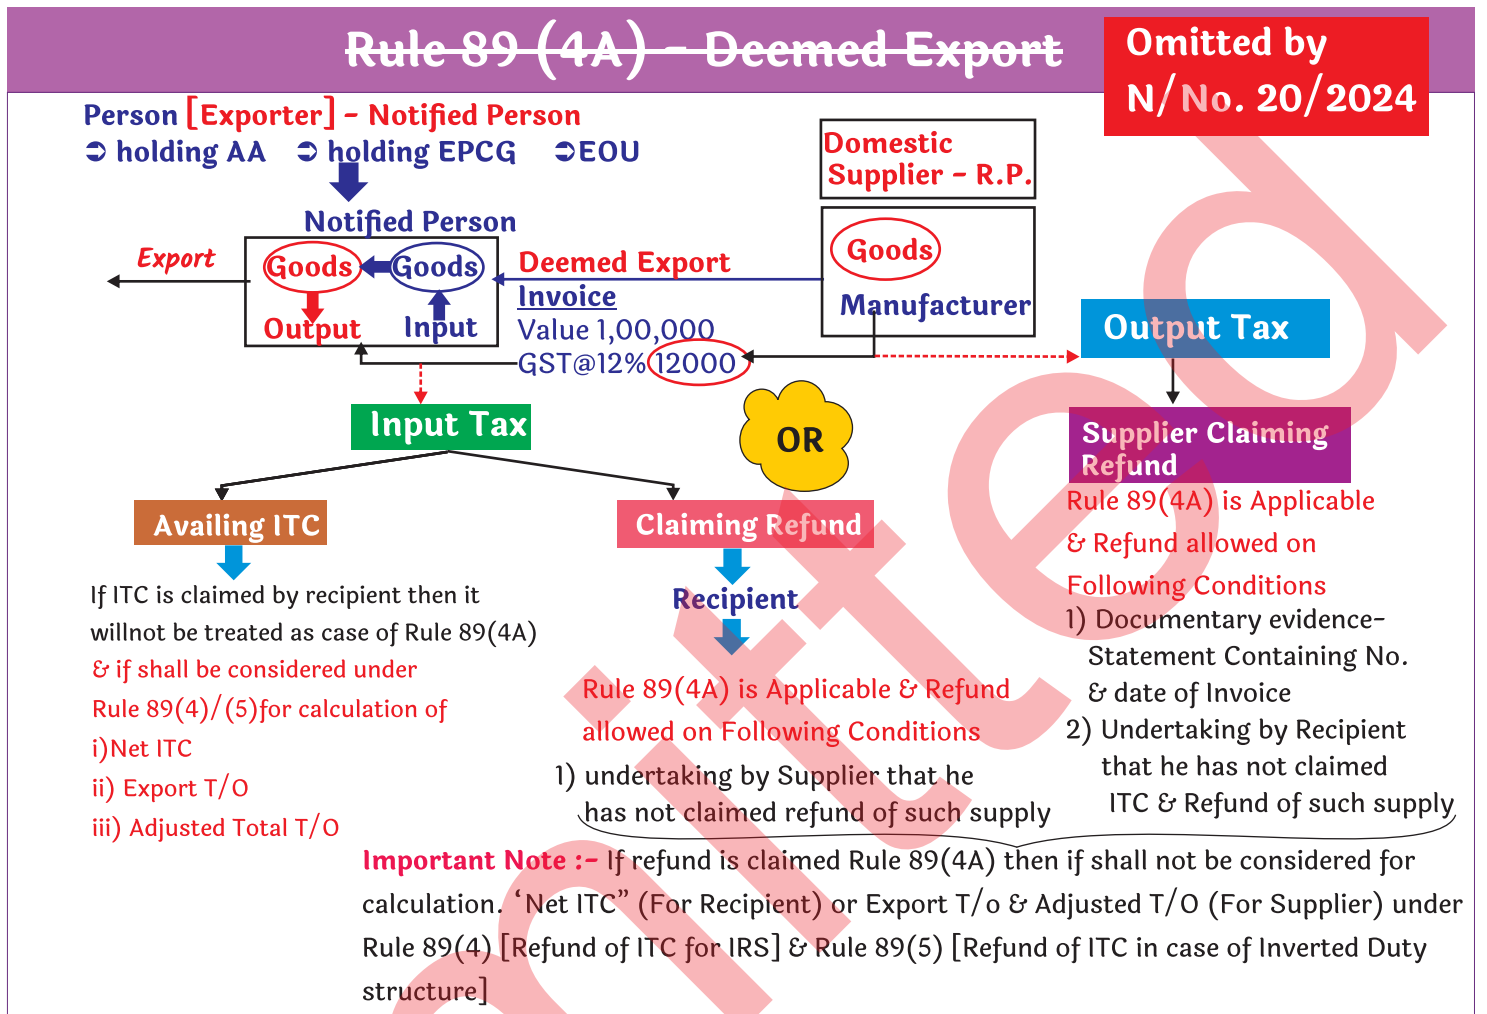 Rule 89 (4A) - Deemed Export
Omitted by
N/No. 20/2024
Person [Exporter] - Notified Person
➲ holding AA ➲ holding EPCG ➲EOU
Notified Person
Domestic
Supplier - R.P.
Export
Goods
Goods
Output
Input
Deemed Export
Invoice
Value 1,00,000
GST@12% 12000
Goods
Manufacturer
Output Tax
Input Tax
OR
Supplier Claiming
Refund
Availing ITC
Claiming Refund
If ITC is claimed by recipient then it
willnot be treated as case of Rule 89(4A)
& if shall be considered under
Rule 89(4)/(5)for calculation of
i)Net ITC
ii) Export T/O
iii) Adjusted Total T/O
Recipient
Rule 89(4A) is Applicable & Refund
allowed on Following Conditions
1) undertaking by Supplier that he
has not claimed refund of such supply
Rule 89(4A) is Applicable
& Refund allowed on
Following Conditions
1) Documentary evidence-
Statement Containing No.
& date of Invoice
2) Undertaking by Recipient
that he has not claimed
ITC & Refund of such supply
Important Note :- If refund is claimed Rule 89(4A) then if shall not be considered for
calculation. ‘Net ITC” (For Recipient) or Export T/o & Adjusted T/O (For Supplier) under
Rule 89(4) [Refund of ITC for IRS] & Rule 89(5) [Refund of ITC in case of Inverted Duty
structure]
mitted